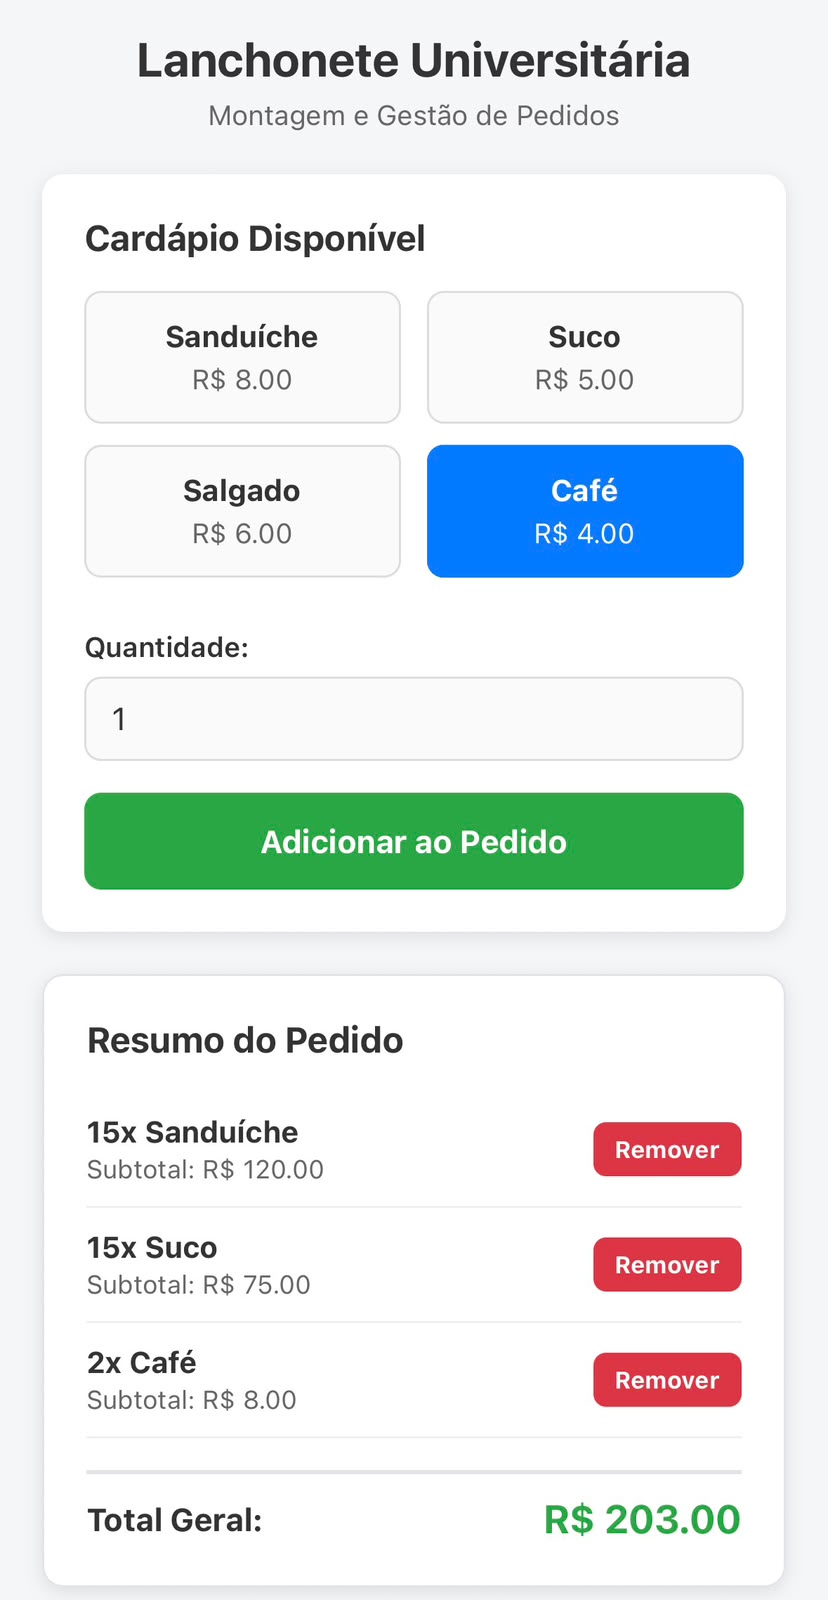 Lanchonete Universitária
Montagem e Gestão de Pedidos
Cardápio Disponível
Sanduíche
R$ 8.00
Suco
R$ 5.00
Salgado
R$ 6.00
Café
R$ 4.00
Quantidade:
1
Adicionar ao Pedido
Resumo do Pedido
15x Sanduíche
Subtotal: R$ 120.00
Remover
15x Suco
Subtotal: R$ 75.00
Remover
2x Café
Subtotal: R$ 8.00
Remover
Total Geral:
R$ 203.00